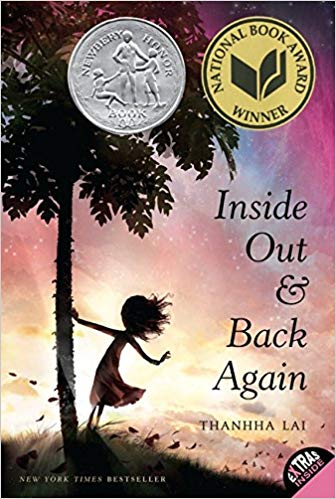 NEWBERY HONOR
BOOK
NATIONAL BOOK AWARD
WINNER
Inside
Out
&
Back
Again
THANHHA LAI
NEW YORK TIMES BESTSELLER
EXTRAS
INSIDE